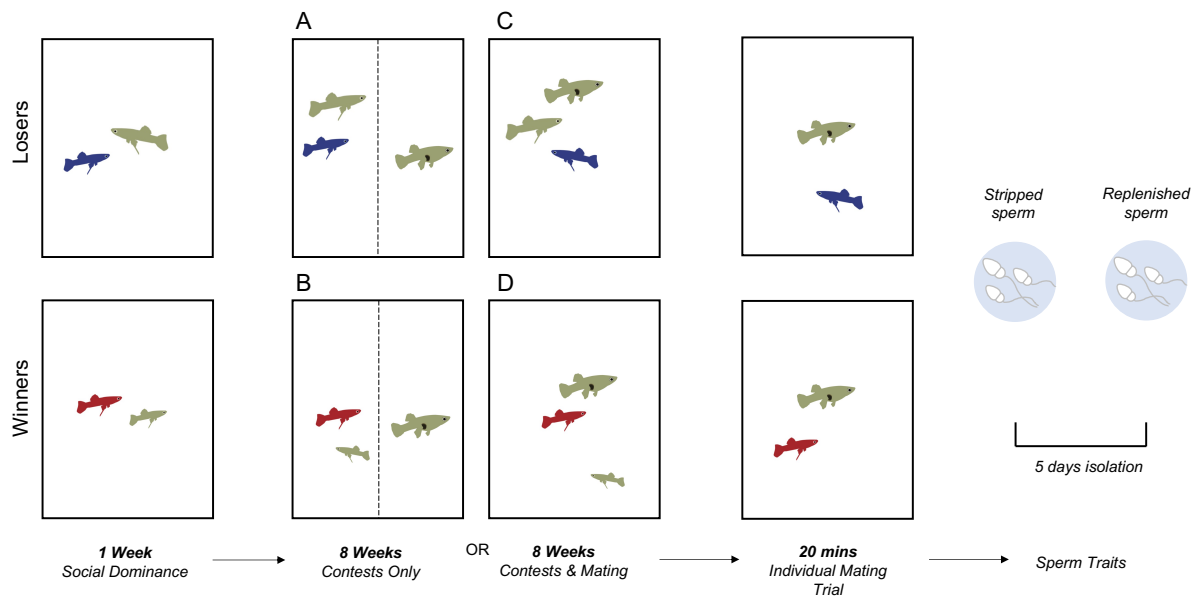 A
C
Losers
Stripped
sperm
Replenished
sperm
B
D
Winners
5 days isolation
1 Week
Social Dominance
8 Weeks
Contests Only
OR
8 Weeks
Contests & Mating
20 mins
Individual Mating
Trial
Sperm Traits